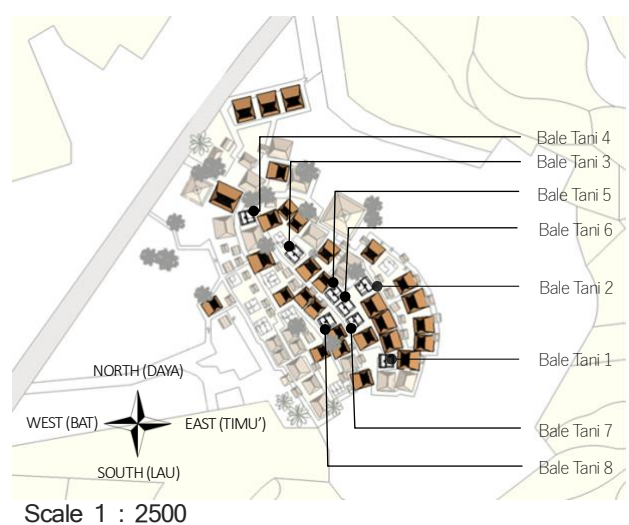 Bale Tani 4
Bale Tani 3
Bale Tani 5
Bale Tani 6
Bale Tani 2
Bale Tani 1
Bale Tani 7
Bale Tani 8
NORTH (DAYA)
WEST (BAT)
EAST (TIMU’)
SOUTH (LAU)
Scale 1 : 2500